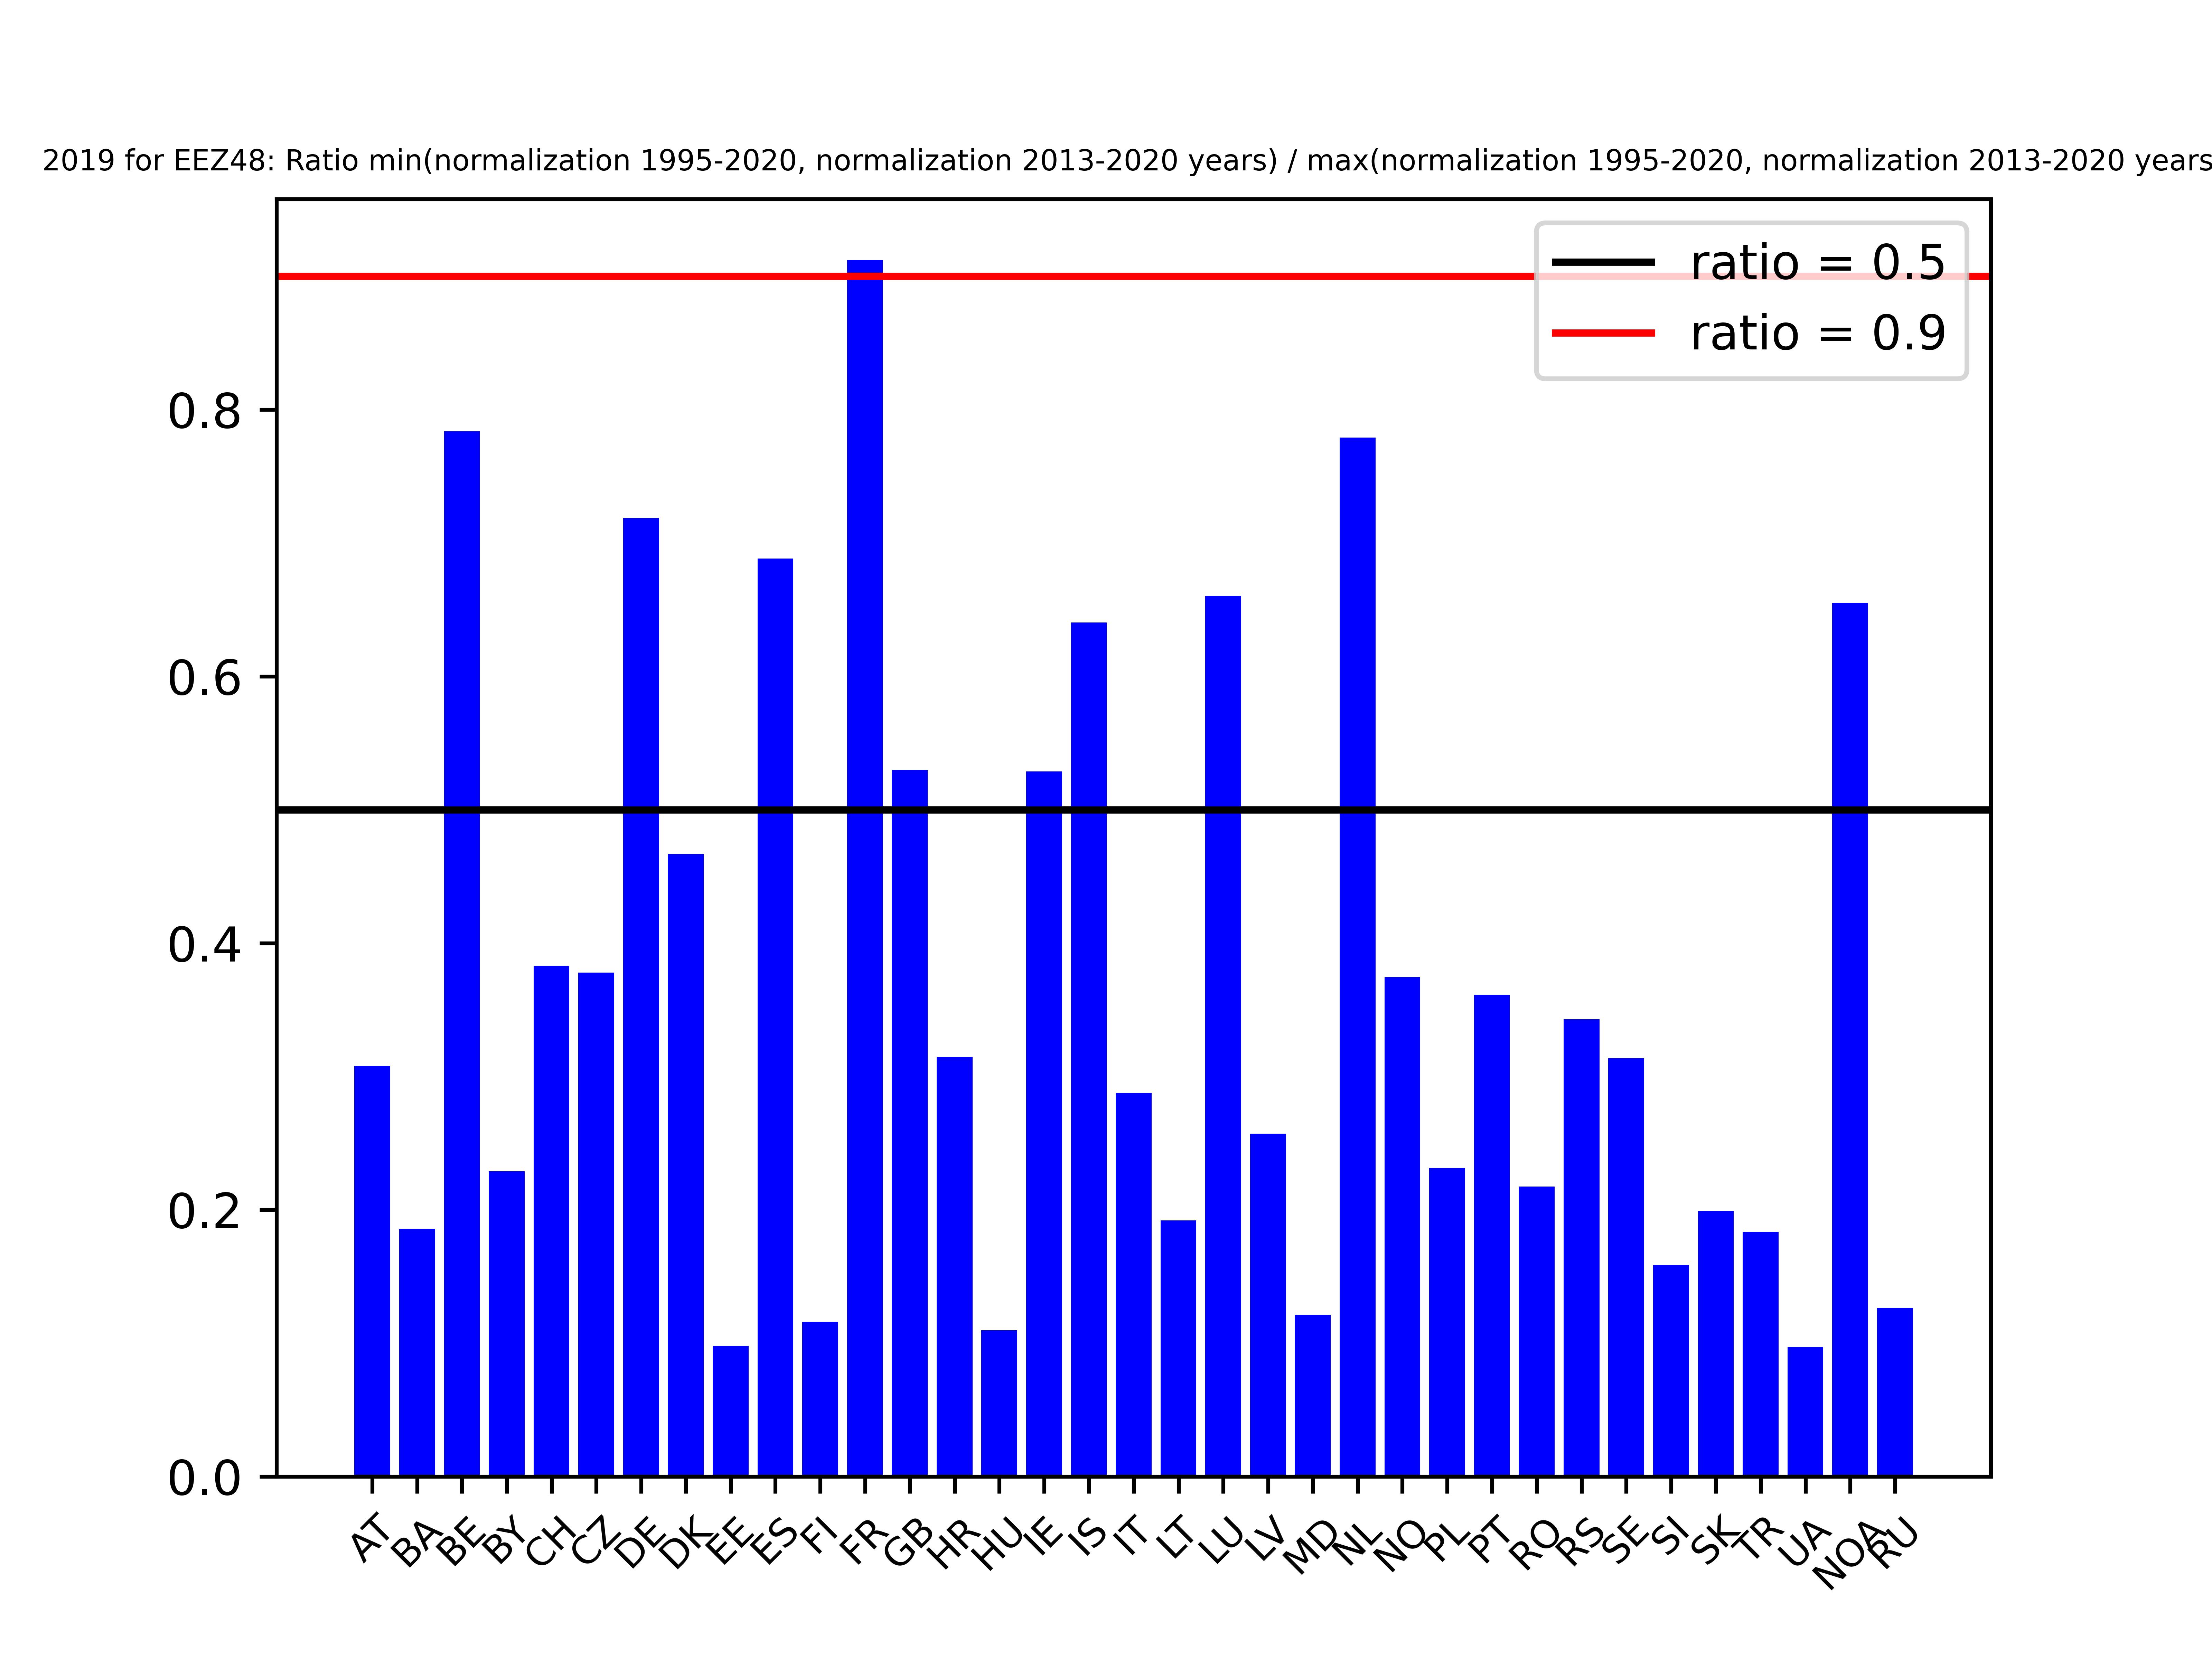 2019 for EEZ48: Ratio min(normalization 1995-2020, normalization 2013-2020 years) / max(normalization 1995-2020, normalization 2013-2020 years
ratio = 0.5
ratio = 0.9
0.8
0.6
0.4
0.2
0.0
AT BA BE BY CH CZ DE DK EE ES FI FR GB HR HU IE IS IT LT LU LV MD NL NO PL PT RO RS SE SI SK TR UA NOA RU